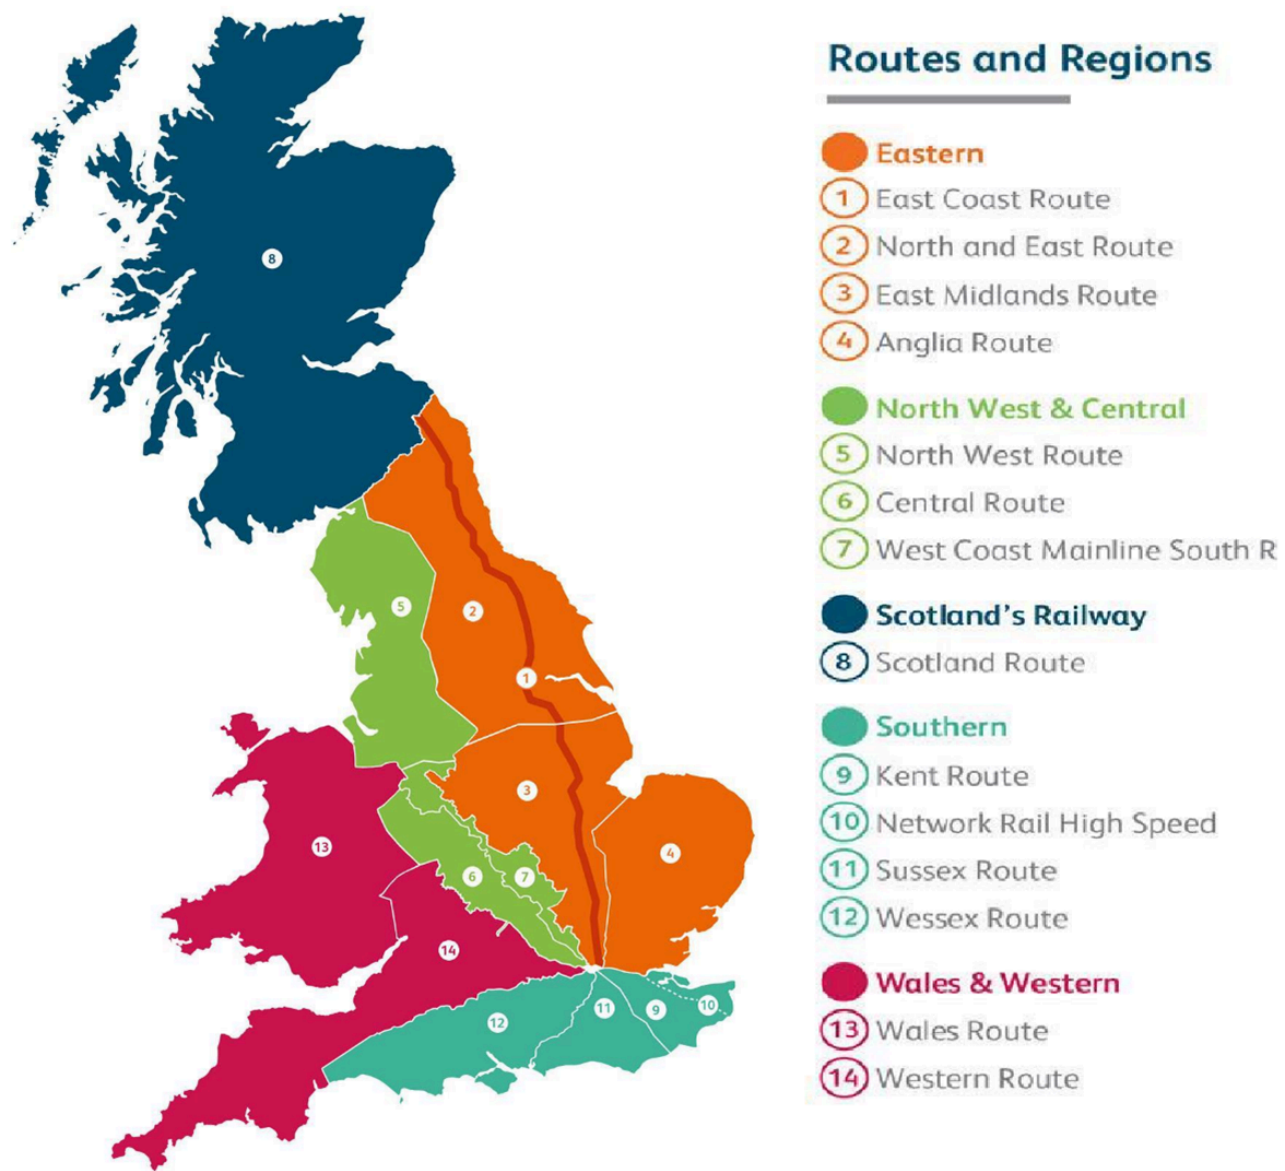 Routes and Regions
Eastern
1 East Coast Route
2 North and East Route
3 East Midlands Route
4 Anglia Route
North West & Central
5 North West Route
6 Central Route
7 West Coast Mainline South R
Scotland's Railway
8 Scotland Route
Southern
9 Kent Route
10 Network Rail High Speed
11 Sussex Route
12 Wessex Route
Wales & Western
13 Wales Route
14 Western Route
8
5
2
1
3
13
4
6
7
14
12
11
9
10